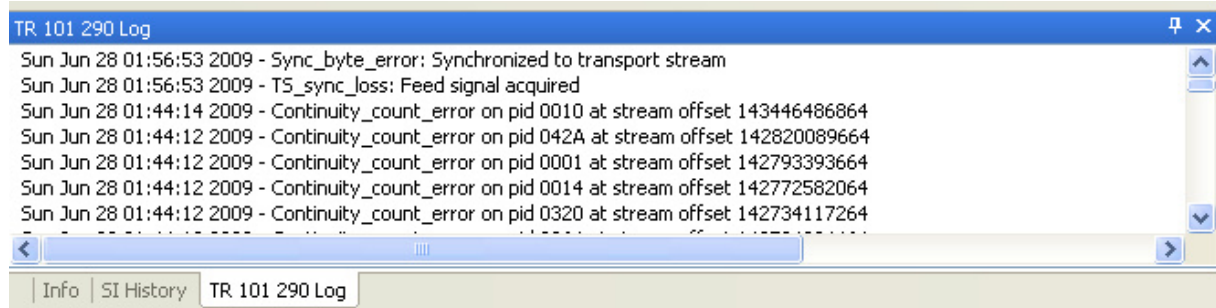 TR 101 290 Log
Sun Jun 28 01:56:53 2009 - Sync_byte_error: Synchronized to transport stream
Sun Jun 28 01:56:53 2009 - TS_sync_loss: Feed signal acquired
Sun Jun 28 01:44:14 2009 - Continuity_count_error on pid 0010 at stream offset 143446486864
Sun Jun 28 01:44:12 2009 - Continuity_count_error on pid 042A at stream offset 142820089664
Sun Jun 28 01:44:12 2009 - Continuity_count_error on pid 0001 at stream offset 142793393664
Sun Jun 28 01:44:12 2009 - Continuity_count_error on pid 0014 at stream offset 142772582064
Sun Jun 28 01:44:12 2009 - Continuity_count_error on pid 0320 at stream offset 142734117264
Info SI History TR 101 290 Log